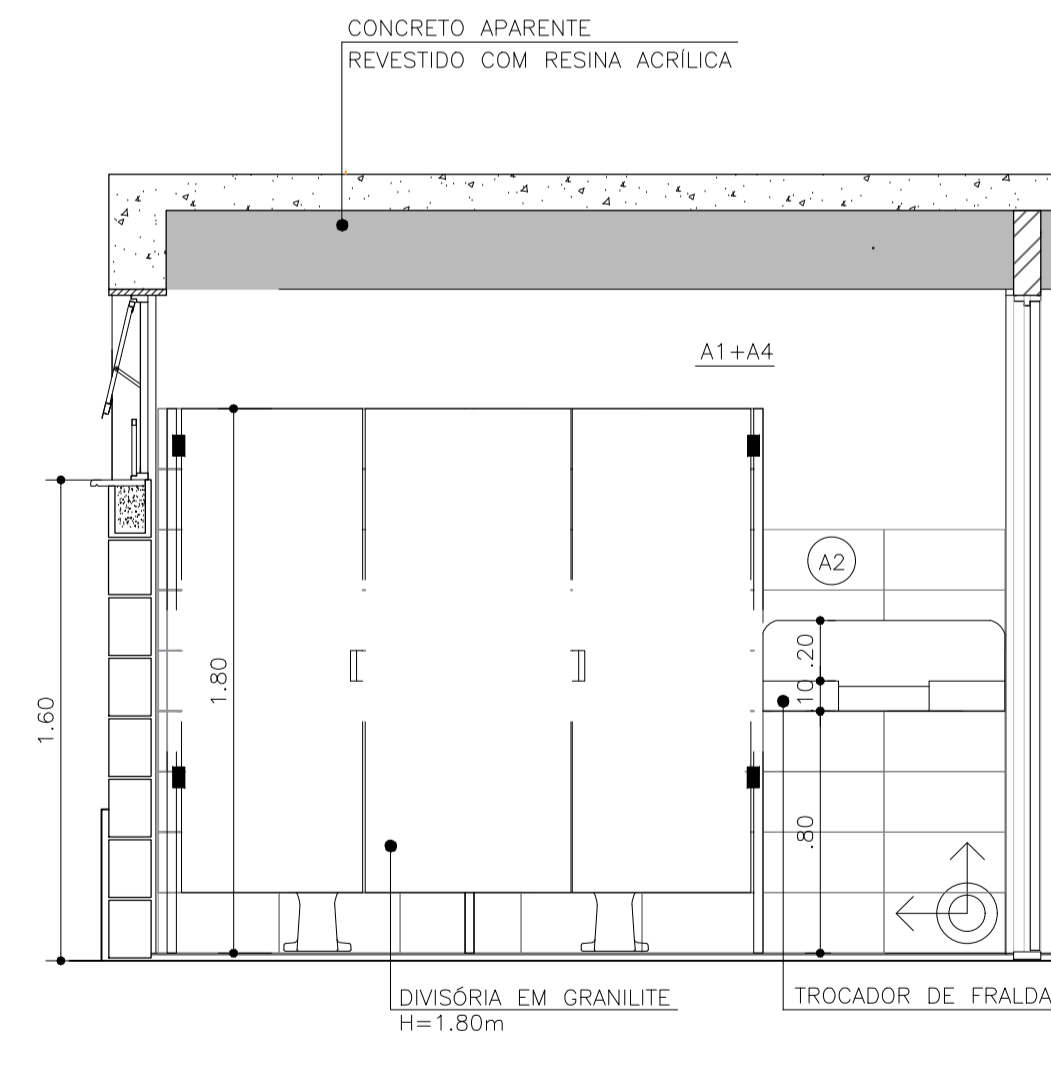 CONCRETO APARENTE
REVESTIDO COM RESINA ACRÍLICA
A1+A4
A2
.20
.10
1.80
1.60
.80
DIVISÓRIA EM GRANILITE
H=1.80m
TROCADOR DE FRALDA